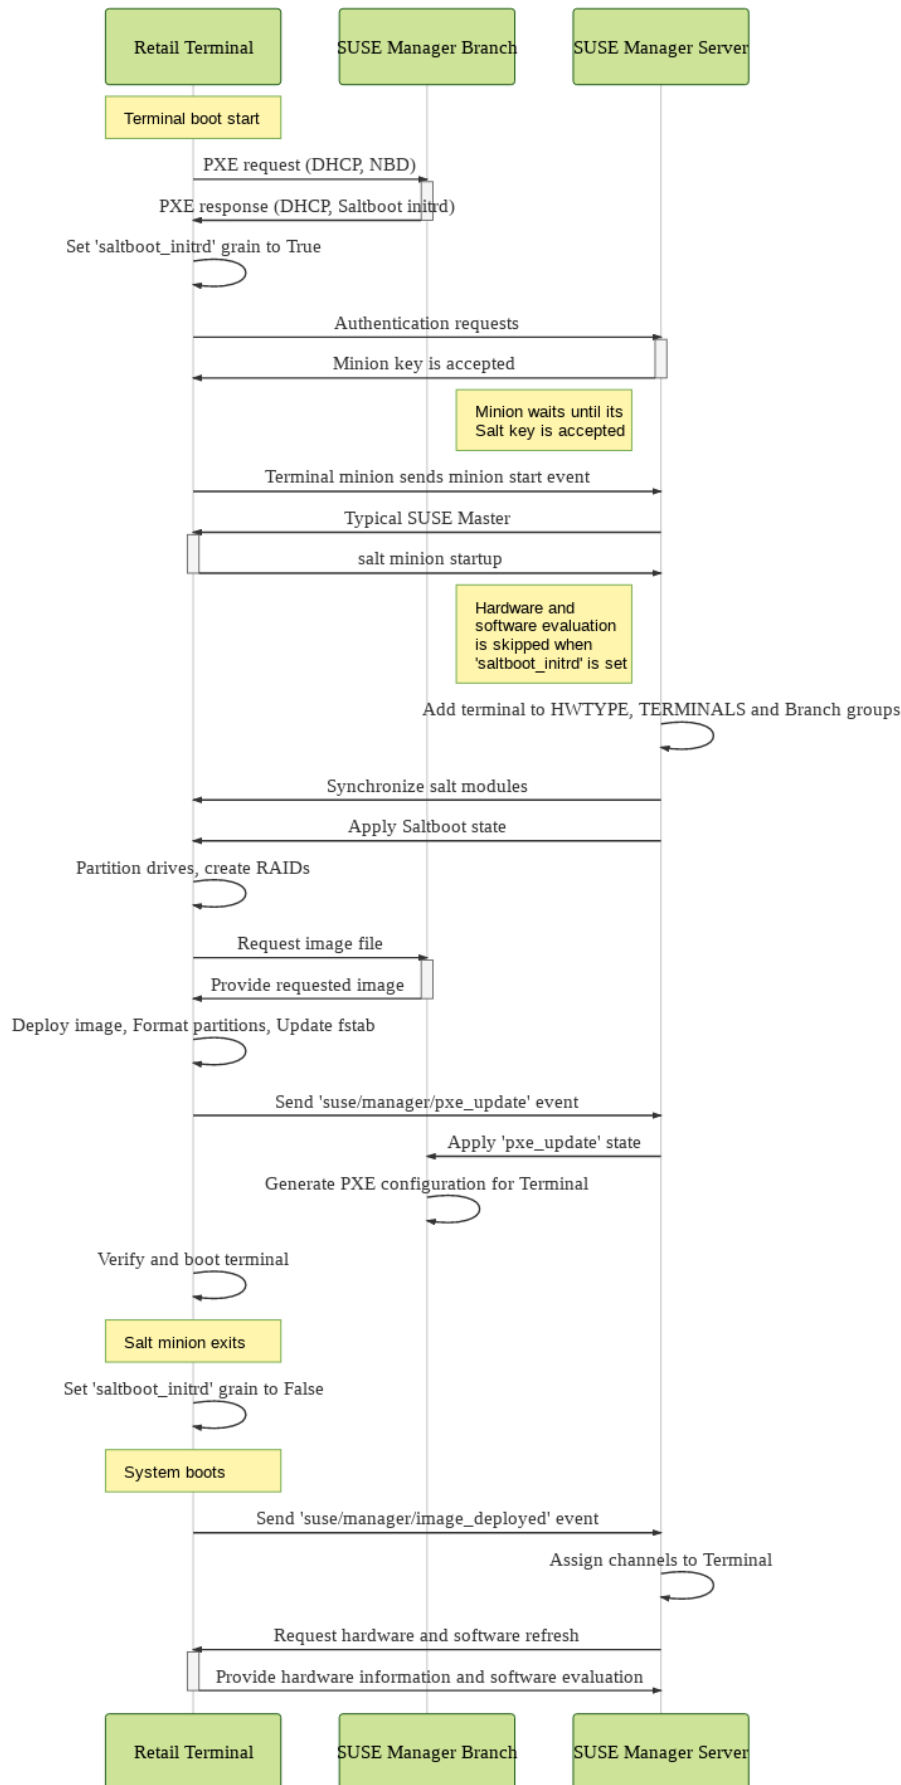 Retail Terminal
SUSE Manager Branch
SUSE Manager Server
Terminal boot start
PXE request (DHCP, NBD)
PXE response (DHCP, Saltboot initrd)
Set 'saltboot_initrd' grain to True
Authentication requests
Minion key is accepted
Minion waits until its
Salt key is accepted
Terminal minion sends minion start event
Typical SUSE Master
salt minion startup
Hardware and
software evaluation
is skipped when
'saltboot_initrd' is set
Add terminal to HWTYPE, TERMINALS and Branch groups
Synchronize salt modules
Apply Saltboot state
Partition drives, create RAIDs
Request image file
Provide requested image
Deploy image, Format partitions, Update fstab
Send 'suse/manager/pxe_update' event
Apply 'pxe_update' state
Generate PXE configuration for Terminal
Verify and boot terminal
Salt minion exits
Set 'saltboot_initrd' grain to False
System boots
Send 'suse/manager/image_deployed' event
Assign channels to Terminal
Request hardware and software refresh
Provide hardware information and software evaluation
Retail Terminal
SUSE Manager Branch
SUSE Manager Server